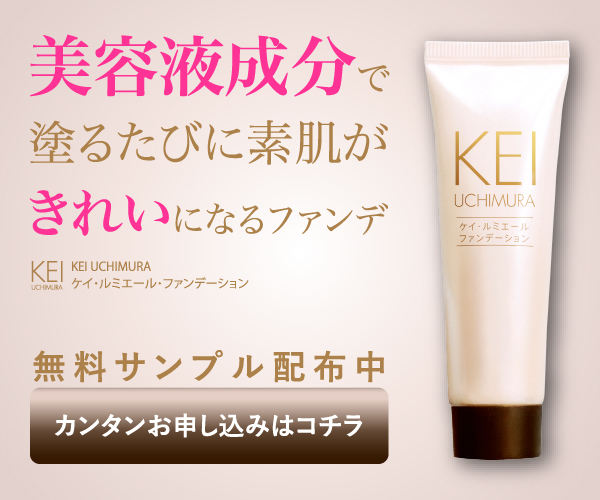 美容液成分で
塗るたびに素肌が
きれいになるファンデ
KEI
UCHIMURA
KEI UCHIMURA
ケイ・ルミエール・ファンデーション
無料サンプル配布中
カンタンお申し込みはコチラ
KEI
UCHIMURA
ケイ・ルミエール
ファンデーション